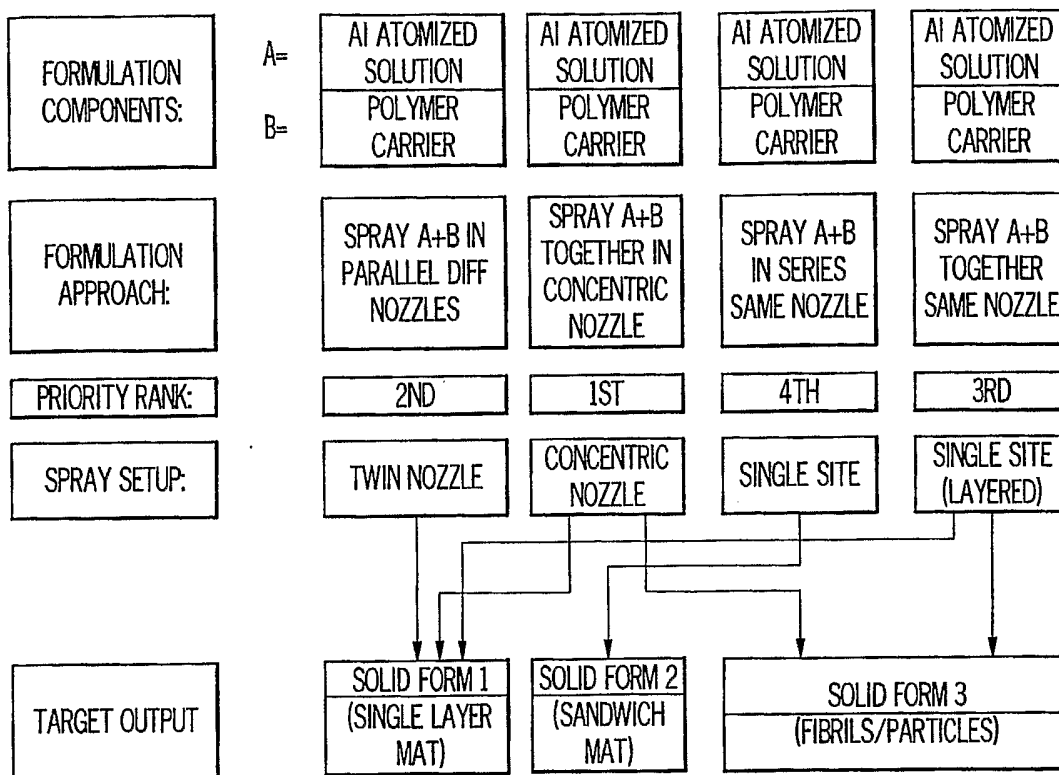 FORMULATION
COMPONENTS:
A=
B=
AI ATOMIZED
SOLUTION
POLYMER
CARRIER
AI ATOMIZED
SOLUTION
POLYMER
CARRIER
AI ATOMIZED
SOLUTION
POLYMER
CARRIER
AI ATOMIZED
SOLUTION
POLYMER
CARRIER
FORMULATION
APPROACH:
SPRAY A+B IN
PARALLEL DIFF
NOZZLES
SPRAY A+B
TOGETHER IN
CONCENTRIC
NOZZLE
SPRAY A+B
IN SERIES
SAME NOZZLE
SPRAY A+B
TOGETHER
SAME NOZZLE
PRIORITY RANK:
2ND
1ST
4TH
3RD
SPRAY SETUP:
TWIN NOZZLE
CONCENTRIC
NOZZLE
SINGLE SITE
SINGLE SITE
(LAYERED)
TARGET OUTPUT
SOLID FORM 1
(SINGLE LAYER
MAT)
SOLID FORM 2
(SANDWICH
MAT)
SOLID FORM 3
(FIBRILS/PARTICLES)